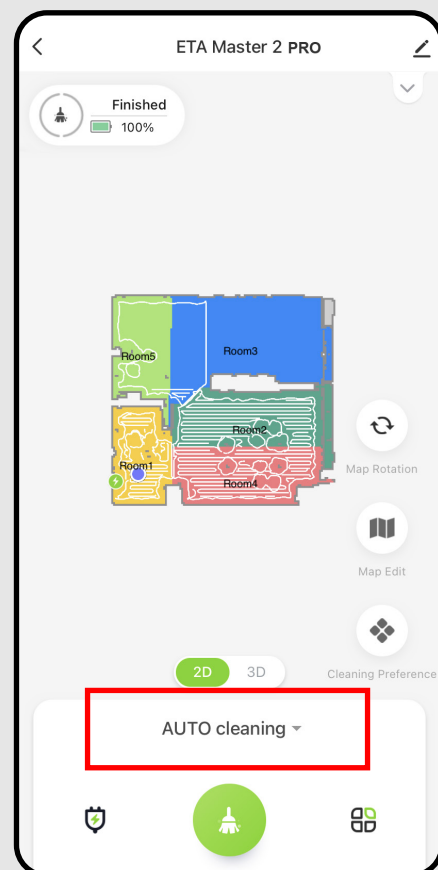 ETA Master 2 PRO
Finished
100%
Room5
Room3
Room2
Room1
Room4
Map Rotation
Map Edit
2D
3D
Cleaning Preference
AUTO cleaning